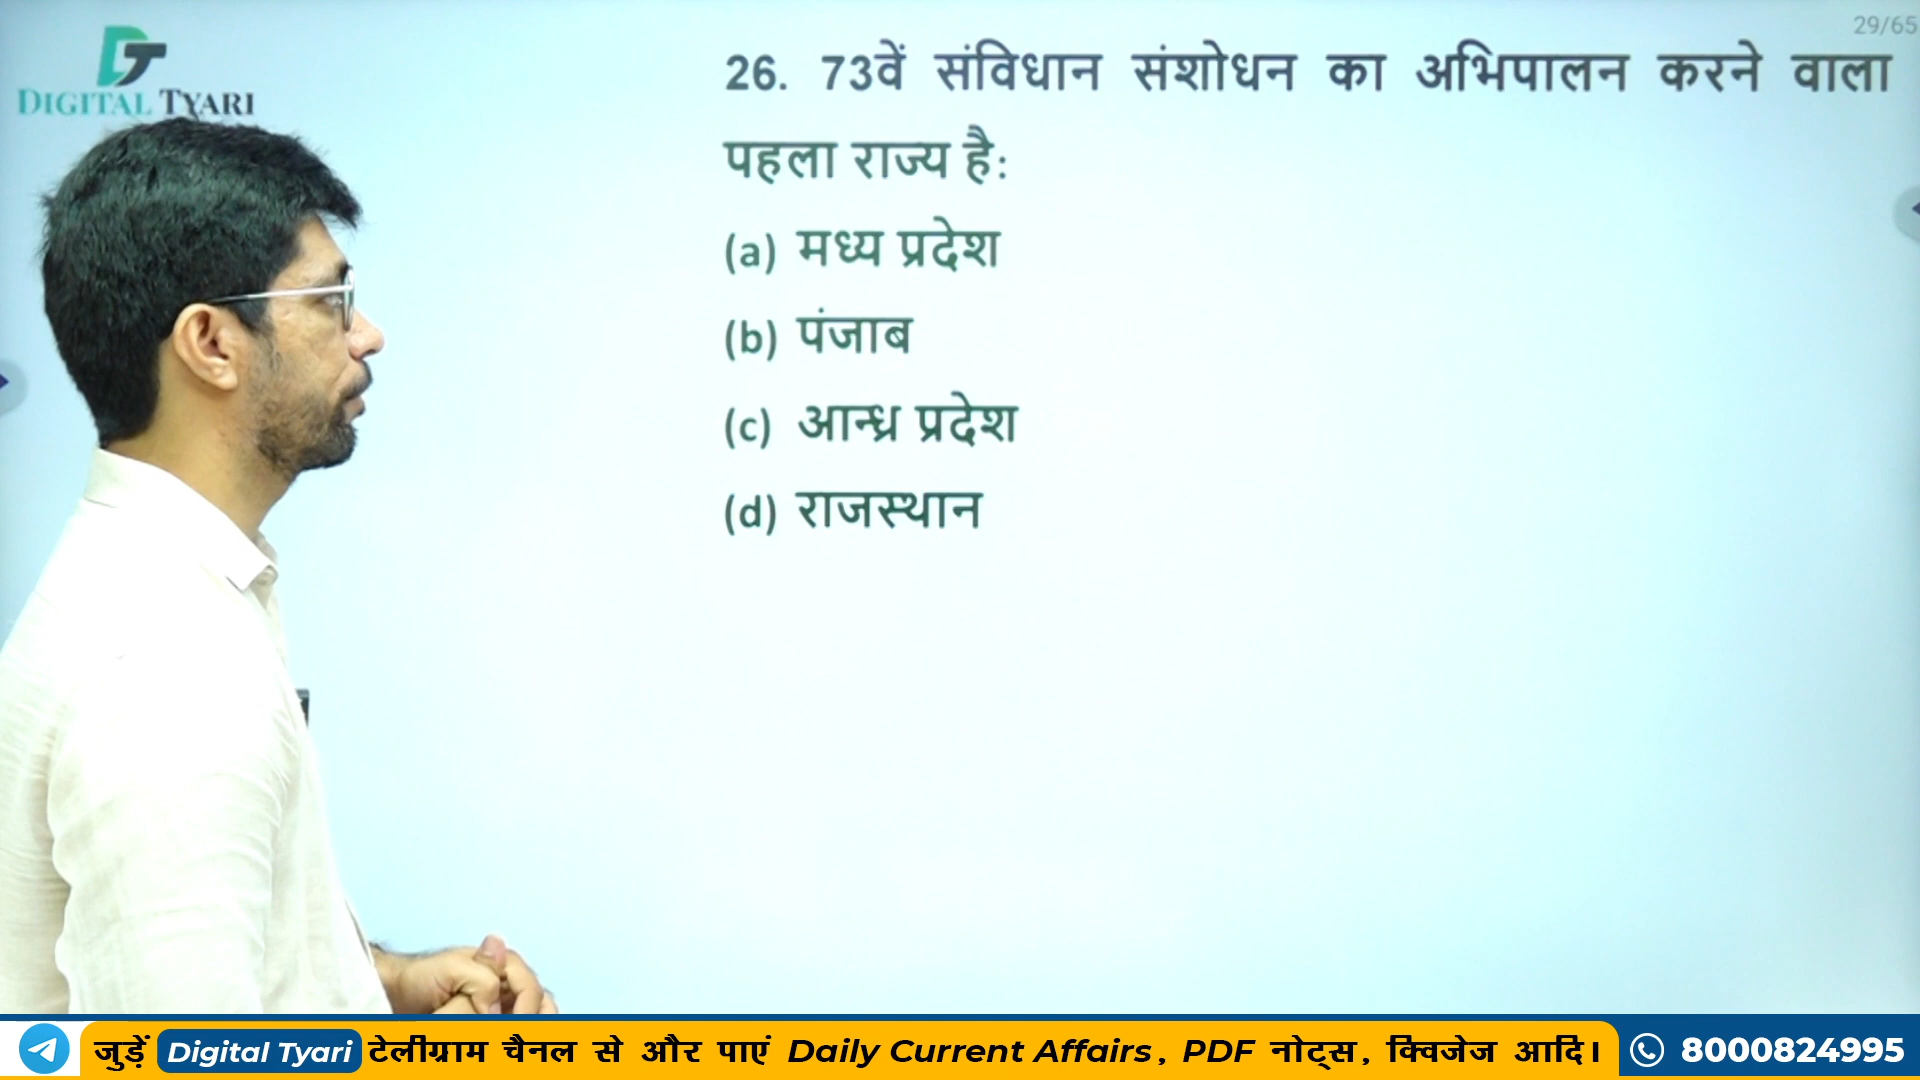 29/65
DIGITAL TYARI
26. 73वें संविधान संशोधन का अभिपालन करने वाला
पहला राज्य है:
(a) मध्य प्रदेश
(b) पंजाब
(c) आन्ध्र प्रदेश
(d) राजस्थान
जुड़ें Digital Tyari टेलीग्राम चैनल से और पाएं Daily Current Affairs, PDF नोट्स, क्विजेज आदि। 8000824995